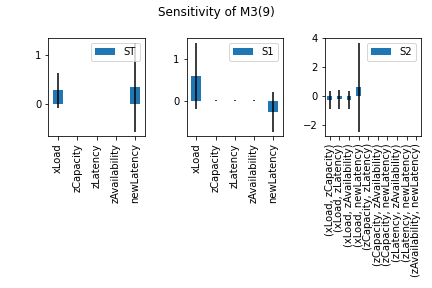 Sensitivity of M3(9)
ST
1
0
xLoad
zCapacity
zLatency
zAvailability
newLatency
S1
1
0
xLoad
zCapacity
zLatency
zAvailability
newLatency
S2
4
2
0
−2
(xLoad, zCapacity)
(xLoad, zLatency)
(xLoad, zAvailability)
(xLoad, newLatency)
(zCapacity, zLatency)
(zCapacity, zAvailability)
(zCapacity, newLatency)
(zLatency, zAvailability)
(zLatency, newLatency)
(zAvailability, newLatency)